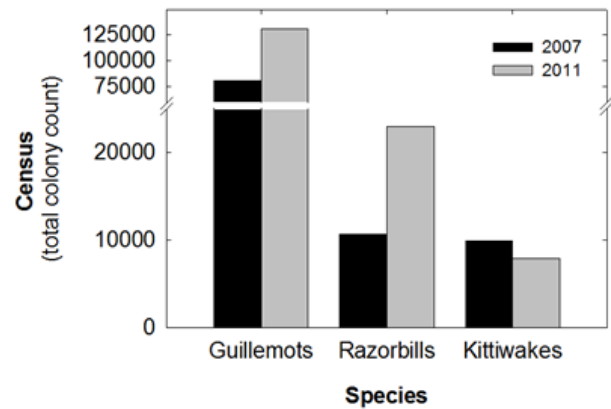 125000
100000
75000
20000
10000
0
Census
(total colony count)
2007
2011
Guillemots Razorbills Kittiwakes
Species